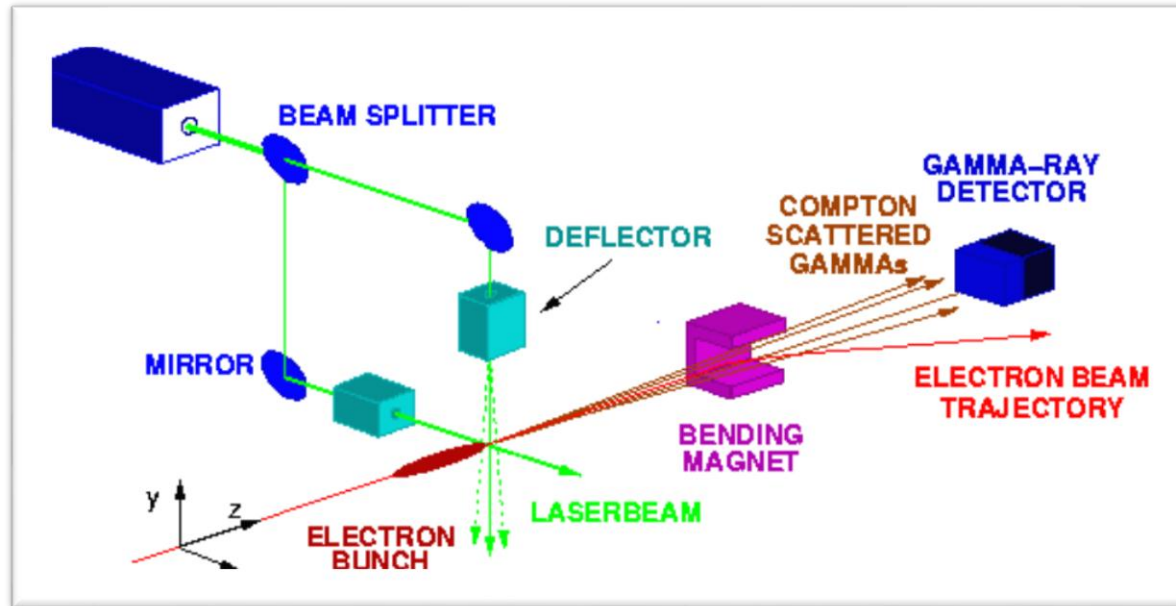 BEAM SPLITTER
GAMMA–RAY
DETECTOR
COMPTON
SCATTERED
GAMMAs
DEFLECTOR
MIRROR
ELECTRON BEAM
TRAJECTORY
BENDING
MAGNET
y
z
LASERBEAM
ELECTRON
BUNCH